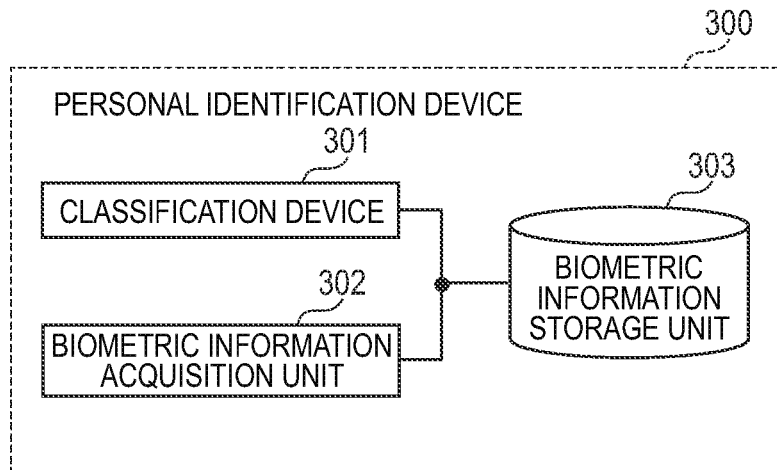 300
PERSONAL IDENTIFICATION DEVICE
301
CLASSIFICATION DEVICE
302
BIOMETRIC INFORMATION
ACQUISITION UNIT
303
BIOMETRIC
INFORMATION
STORAGE UNIT